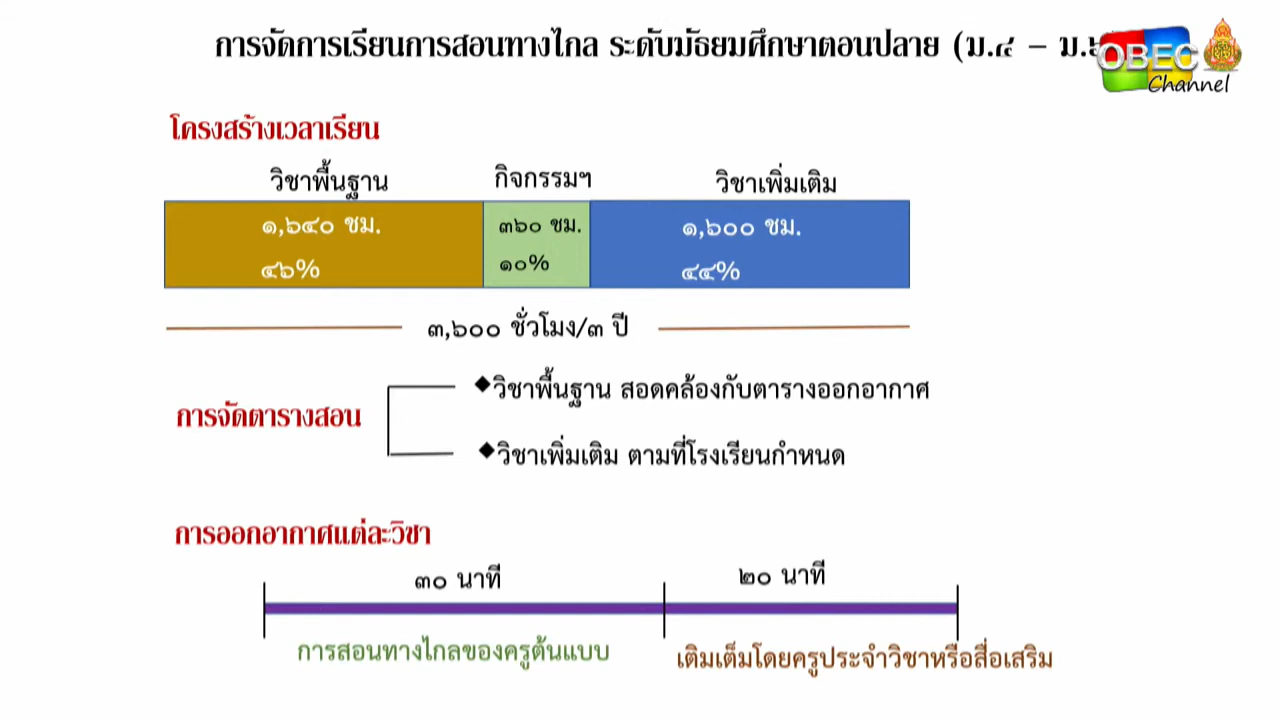 การจัดการเรียนการสอนทางไกล ระดับมัธยมศึกษาตอนปลาย (ม.๔ – ม.๖
OBEC
Channel
โครงสร้างเวลาเรียน
วิชาพื้นฐาน กิจกรรมฯ วิชาเพิ่มเติม
๑,๖๔๐ ชม. ๓๖๐ ชม. ๑,๖๐๐ ชม.
๔๖% ๑๐% ๔๔%
๓,๖๐๐ ชั่วโมง/๓ ปี
◆วิชาพื้นฐาน สอดคล้องกับตารางออกอากาศ
การจัดตารางสอน
◆วิชาเพิ่มเติม ตามที่โรงเรียนกำหนด
การออกอากาศแต่ละวิชา
๓๐ นาที ๒๐ นาที
การสอนทางไกลของครูต้นแบบ เติมเต็มโดยครูประจำวิชาหรือสื่อเสริม